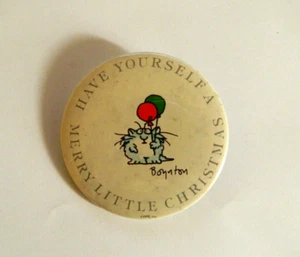 HAVE YOURSELF A
MERRY LITTLE CHRISTMAS
Boynton